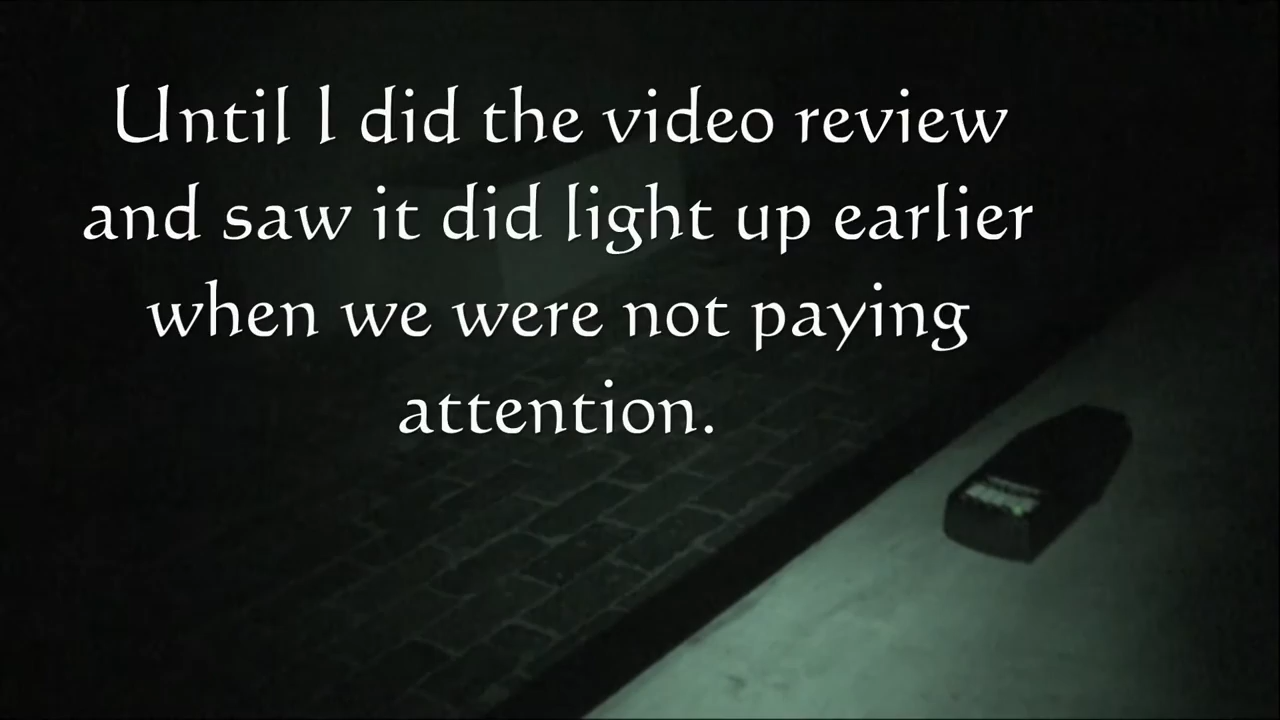 Until I did the video review
and saw it did light up earlier
when we were not paying
attention.